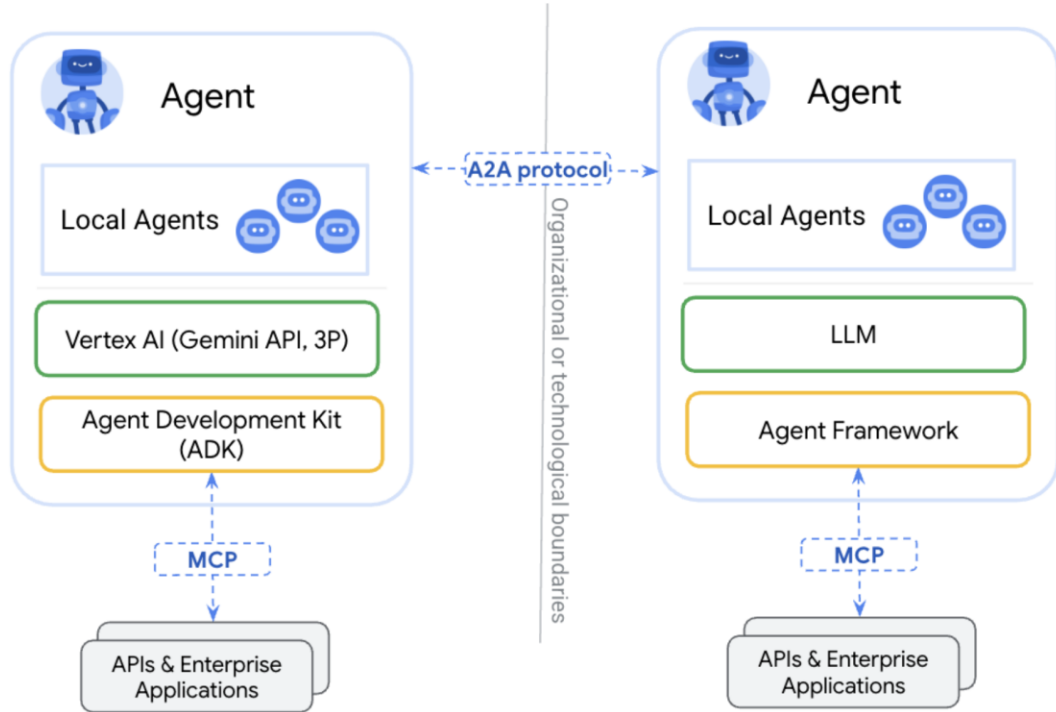 Agent
Local Agents
Vertex AI (Gemini API, 3P)
Agent Development Kit
(ADK)
MCP
APIs & Enterprise
Applications
A2A protocol
Organizational or technological boundaries
Agent
Local Agents
LLM
Agent Framework
MCP
APIs & Enterprise
Applications